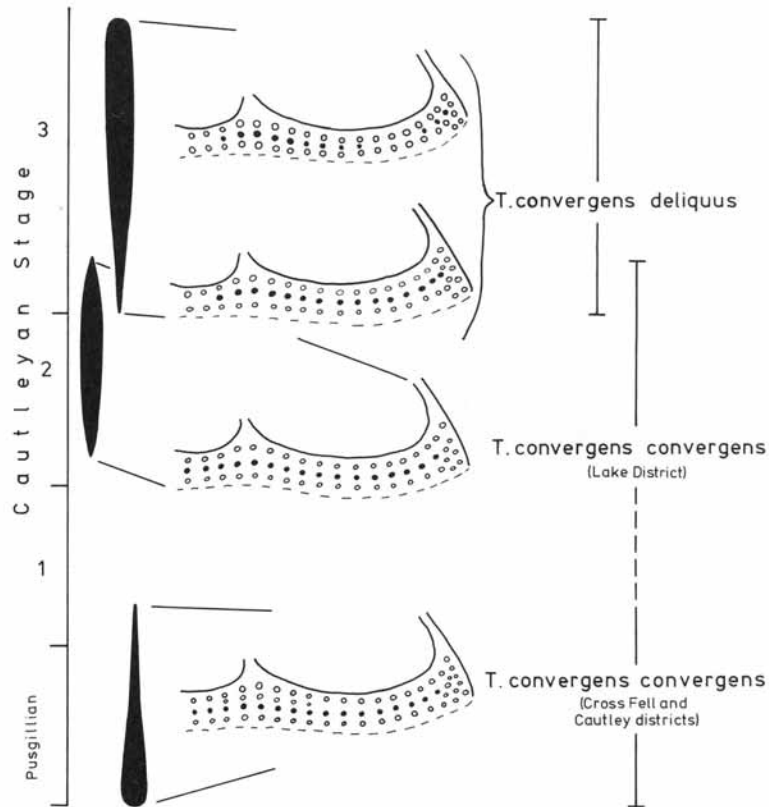 Cautleyan Stage
3
2
1
Pusgillian
T. convergens deliquus
T. convergens convergens
(Lake District)
T. convergens convergens
(Cross Fell and
Cautley districts)